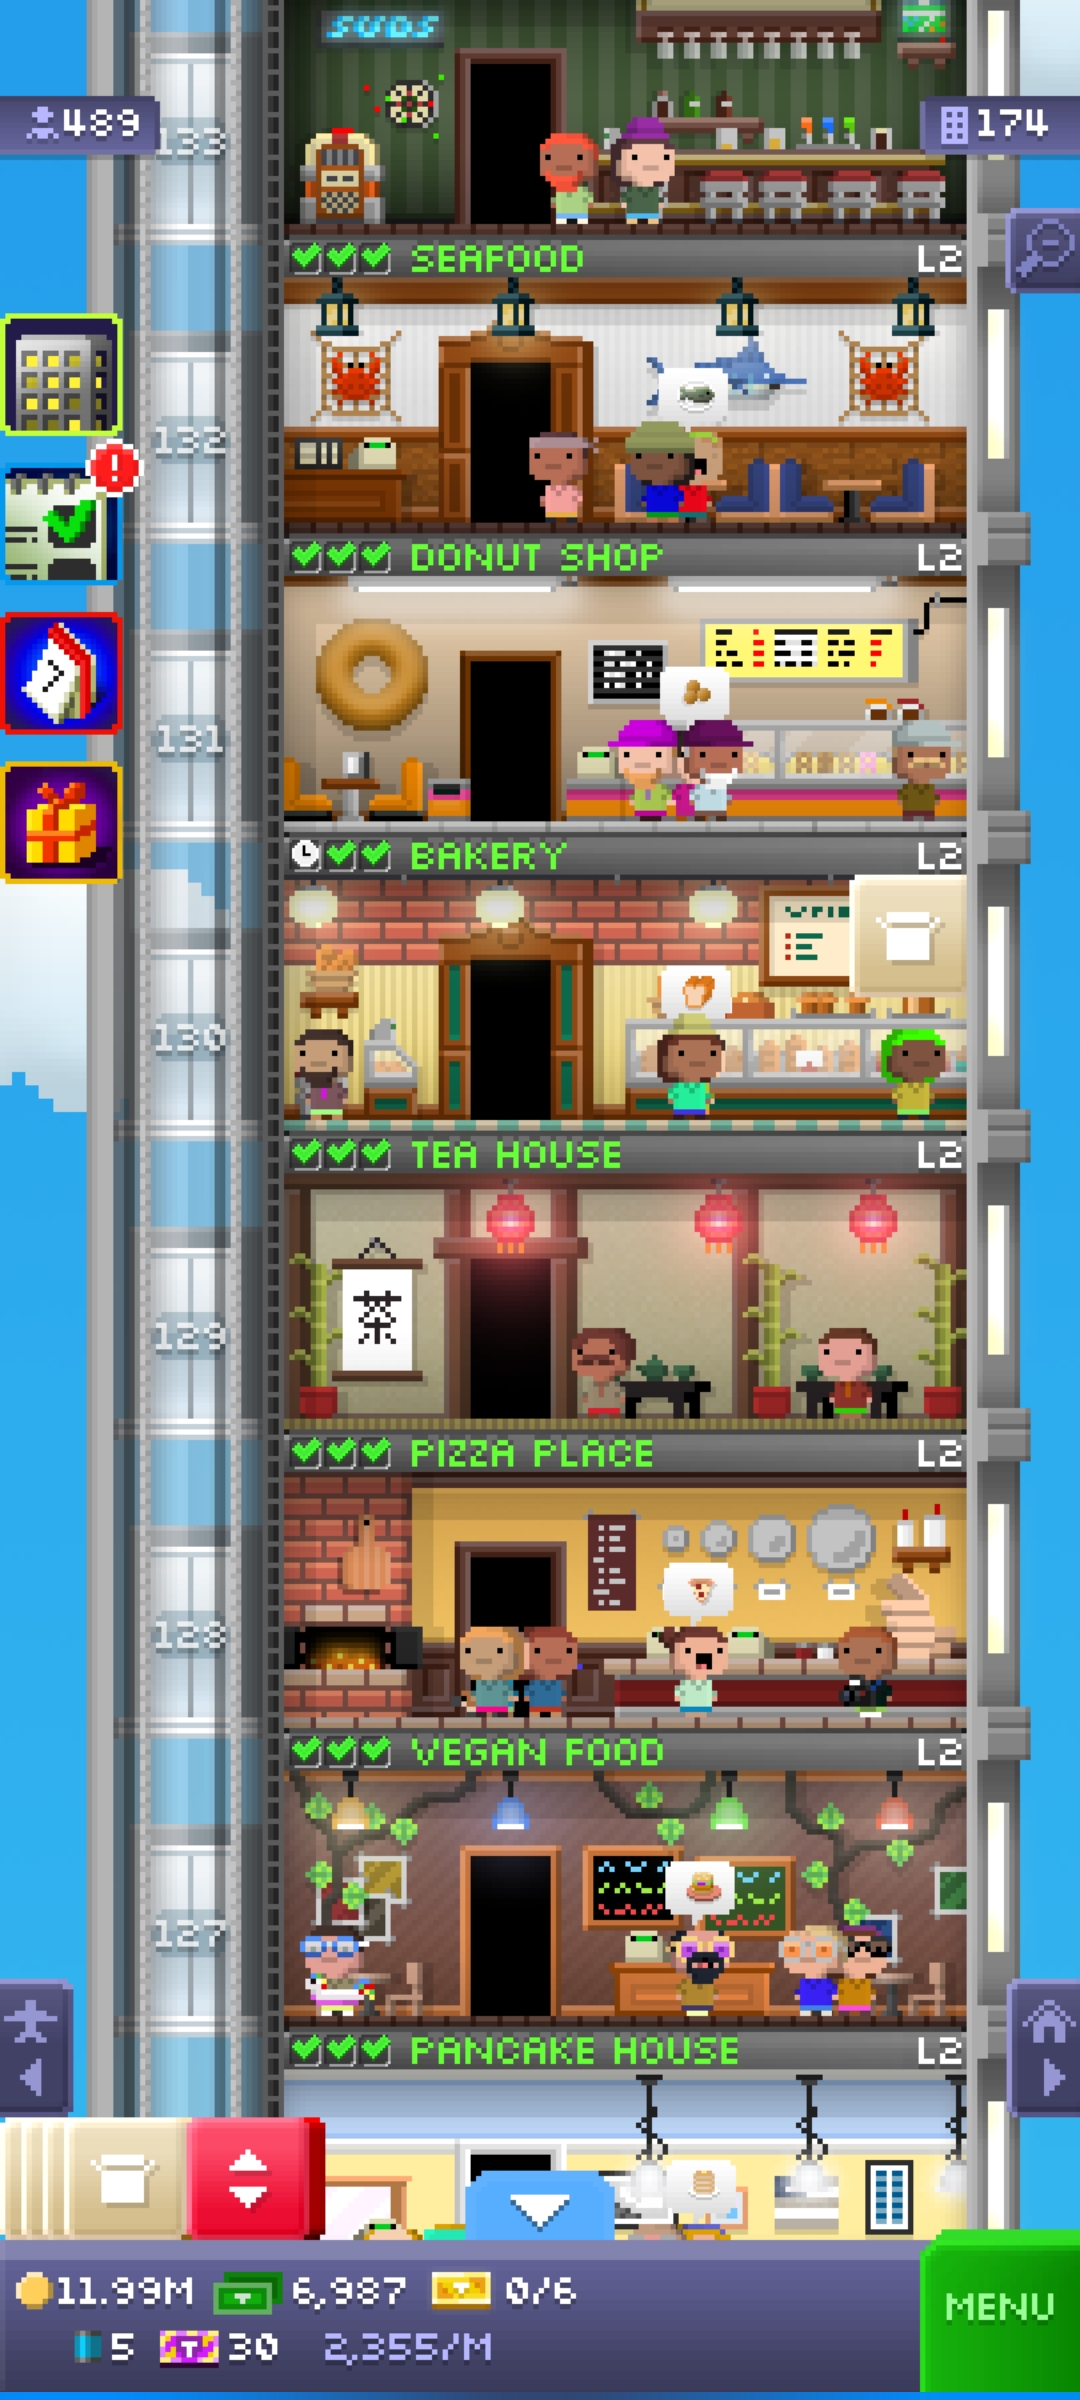 SUDS
489
174
133
SEAFOOD L2
132
DONUT SHOP L2
131
BAKERY L2
130
TEA HOUSE L2
茶
129
PIZZA PLACE L2
128
VEGAN FOOD L2
127
PANCAKE HOUSE L2
11.99M 6,987 0/6
MENU
5 30 2,355/M